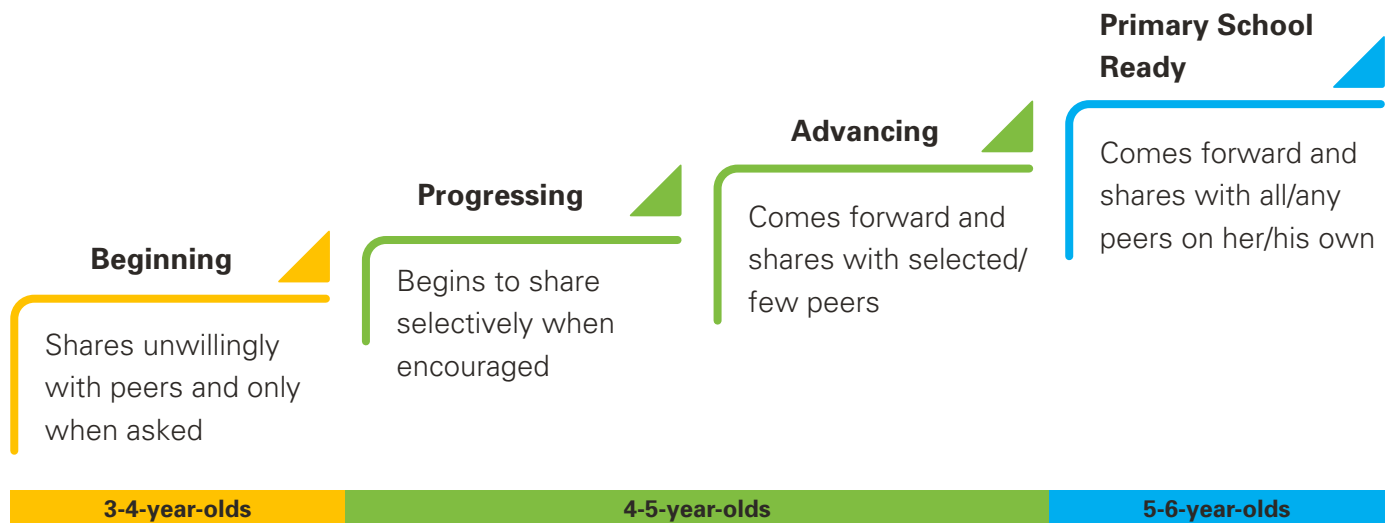 Beginning
Shares unwillingly
with peers and only
when asked
Progressing
Begins to share
selectively when
encouraged
Advancing
Comes forward and
shares with selected/
few peers
Primary School
Ready
Comes forward and
shares with all/any
peers on her/his own
3-4-year-olds
4-5-year-olds
5-6-year-olds